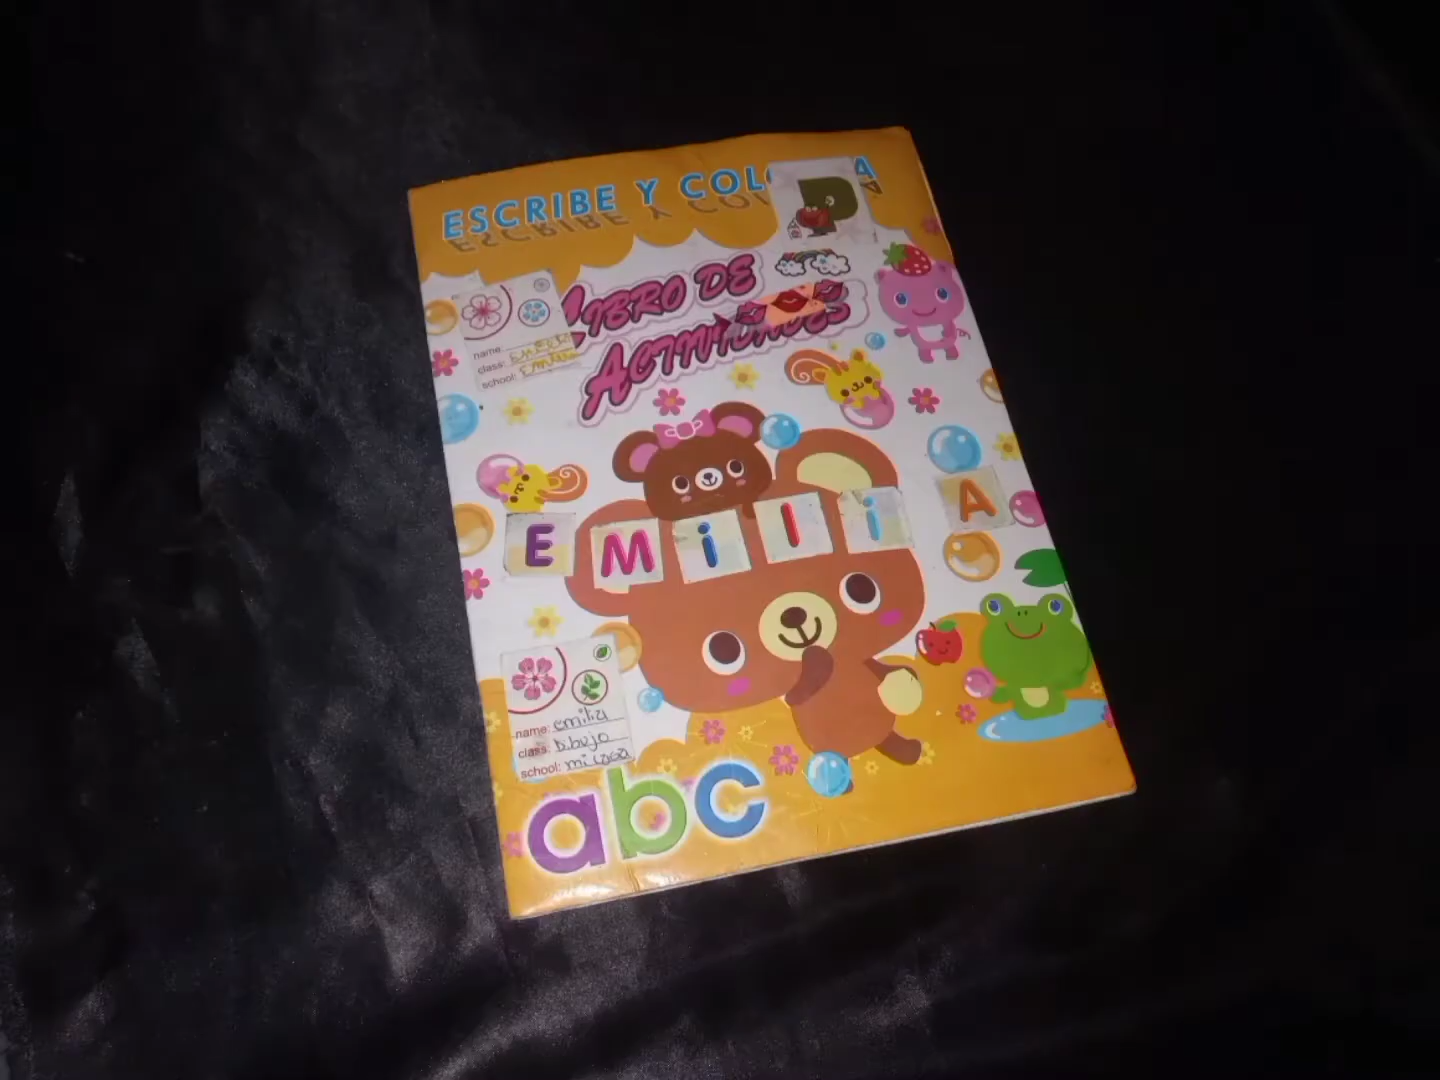 ESCRIBE Y COL A
LIBRO DE
ACTIVIDADES
name:
class:
school:
E M i l i A
name: emilia
class: Dibujo
school: mi casa
abc